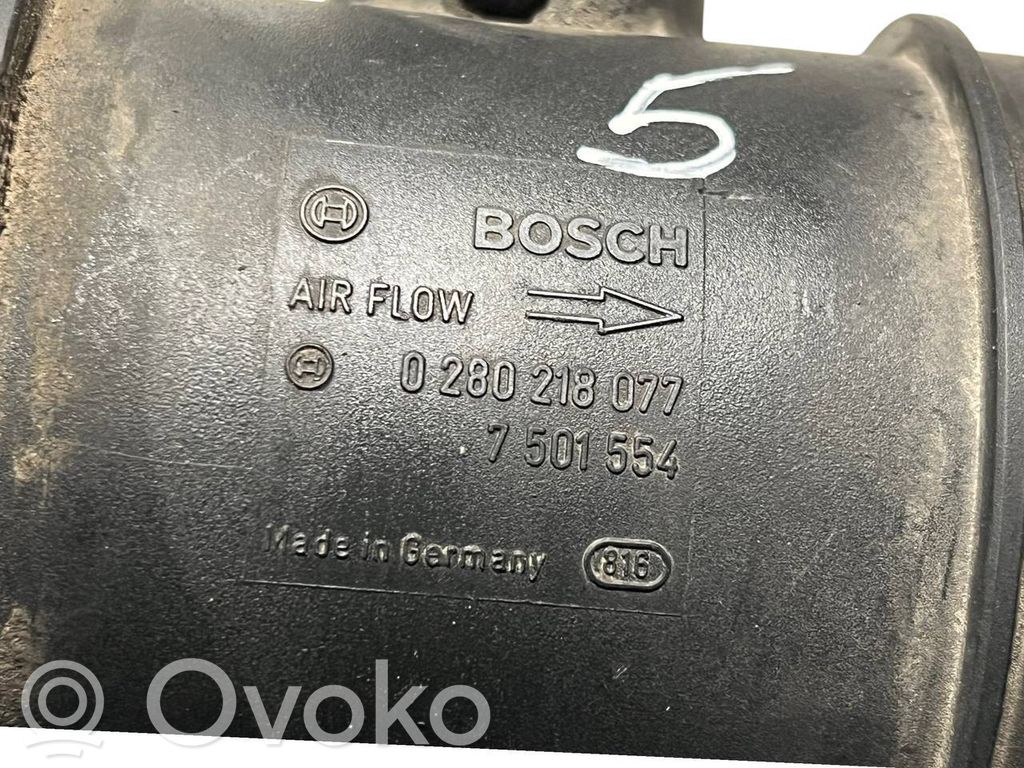 5
BOSCH
AIR FLOW
0 280 218 077
7 501 554
Made in Germany 816
Ovoko